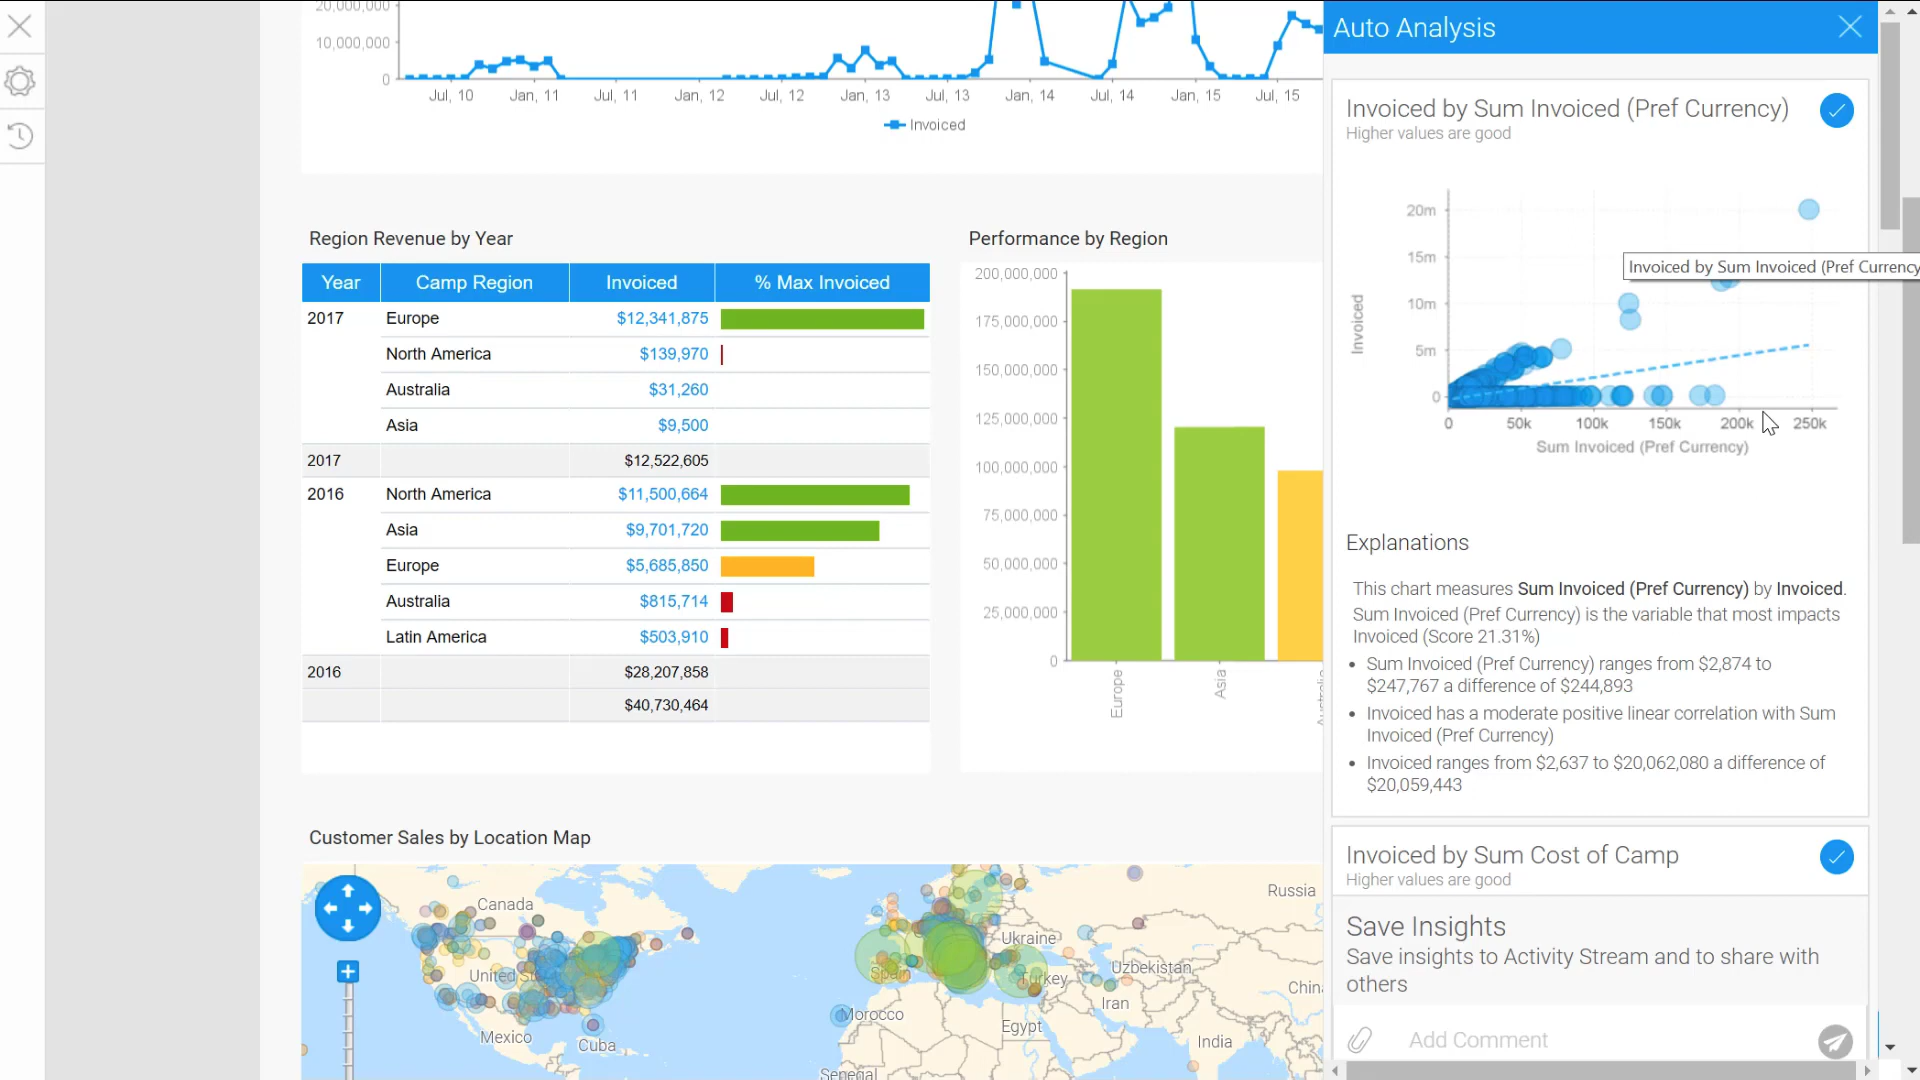 20,000,000
10,000,000
0
Jul, 10 Jan, 11 Jul, 11 Jan, 12 Jul, 12 Jan, 13 Jul, 13 Jan, 14 Jul, 14 Jan, 15 Jul, 15
Invoiced
Region Revenue by Year
Year Camp Region Invoiced % Max Invoiced
2017 Europe $12,341,875
North America $139,970
Australia $31,260
Asia $9,500
2017 $12,522,605
2016 North America $11,500,664
Asia $9,701,720
Europe $5,685,850
Australia $815,714
Latin America $503,910
2016 $28,207,858
$40,730,464
Performance by Region
200,000,000
175,000,000
150,000,000
125,000,000
100,000,000
75,000,000
50,000,000
25,000,000
0
Europe
Asia
Customer Sales by Location Map
Canada
United St
Mexico
Cuba
Spain
Morocco
Senegal
Ukraine
Turkey
Egypt
Russia
Uzbekistan
Iran
India
Chin
Auto Analysis
Invoiced by Sum Invoiced (Pref Currency)
Higher values are good
20m
15m
10m
5m
0
Invoiced
Invoiced by Sum Invoiced (Pref Currency
0 50k 100k 150k 200k 250k
Sum Invoiced (Pref Currency)
Explanations
This chart measures Sum Invoiced (Pref Currency) by Invoiced.
Sum Invoiced (Pref Currency) is the variable that most impacts
Invoiced (Score 21.31%)
• Sum Invoiced (Pref Currency) ranges from $2,874 to
$247,767 a difference of $244,893
• Invoiced has a moderate positive linear correlation with Sum
Invoiced (Pref Currency)
• Invoiced ranges from $2,637 to $20,062,080 a difference of
$20,059,443
Invoiced by Sum Cost of Camp
Higher values are good
Save Insights
Save insights to Activity Stream and to share with
others
Add Comment